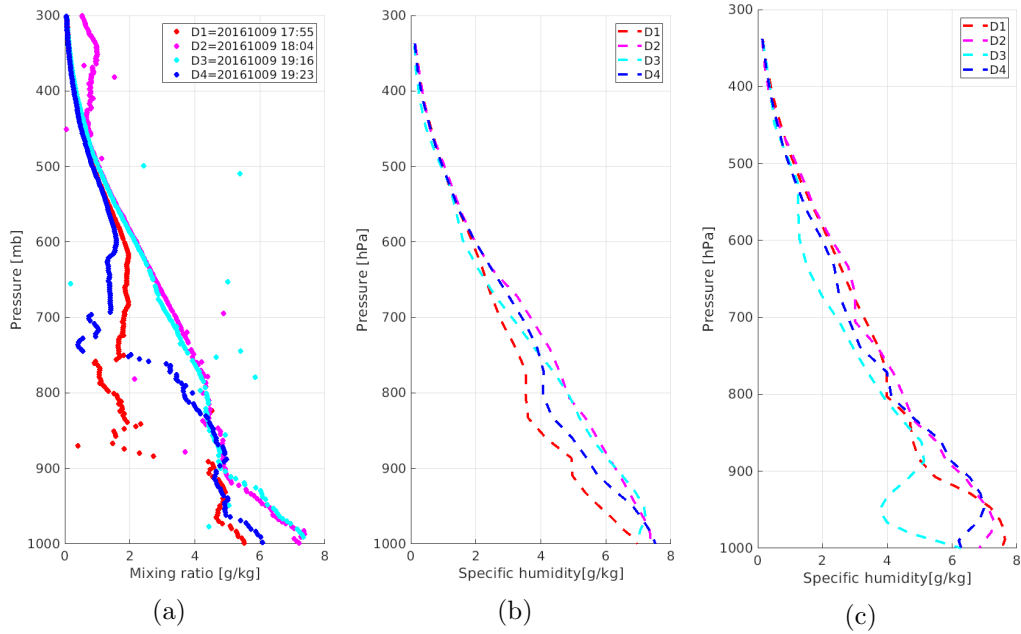 300
400
500
600
700
800
900
1000
Pressure [mb]
0
2
4
6
8
Mixing ratio [g/kg]
D1=20161009 17:55
D2=20161009 18:04
D3=20161009 19:16
D4=20161009 19:23
(a)
300
400
500
600
700
800
900
1000
Pressure [hPa]
0
2
4
6
8
Specific humidity[g/kg]
D1
D2
D3
D4
(b)
300
400
500
600
700
800
900
1000
Pressure [hPa]
0
2
4
6
8
Specific humidity[g/kg]
D1
D2
D3
D4
(c)